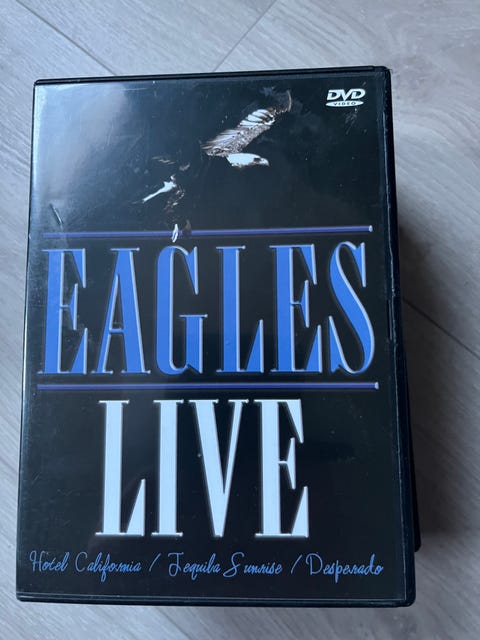 DVD
VIDEO
EAGLES
LIVE
Hotel California / Tequila Sunrise / Desperado